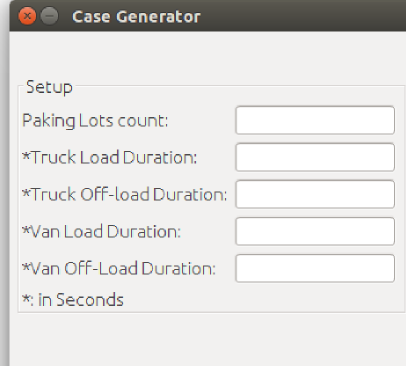 Case Generator
Setup
Paking Lots count:
*Truck Load Duration:
*Truck Off-load Duration:
*Van Load Duration:
*Van Off-Load Duration:
*: in Seconds